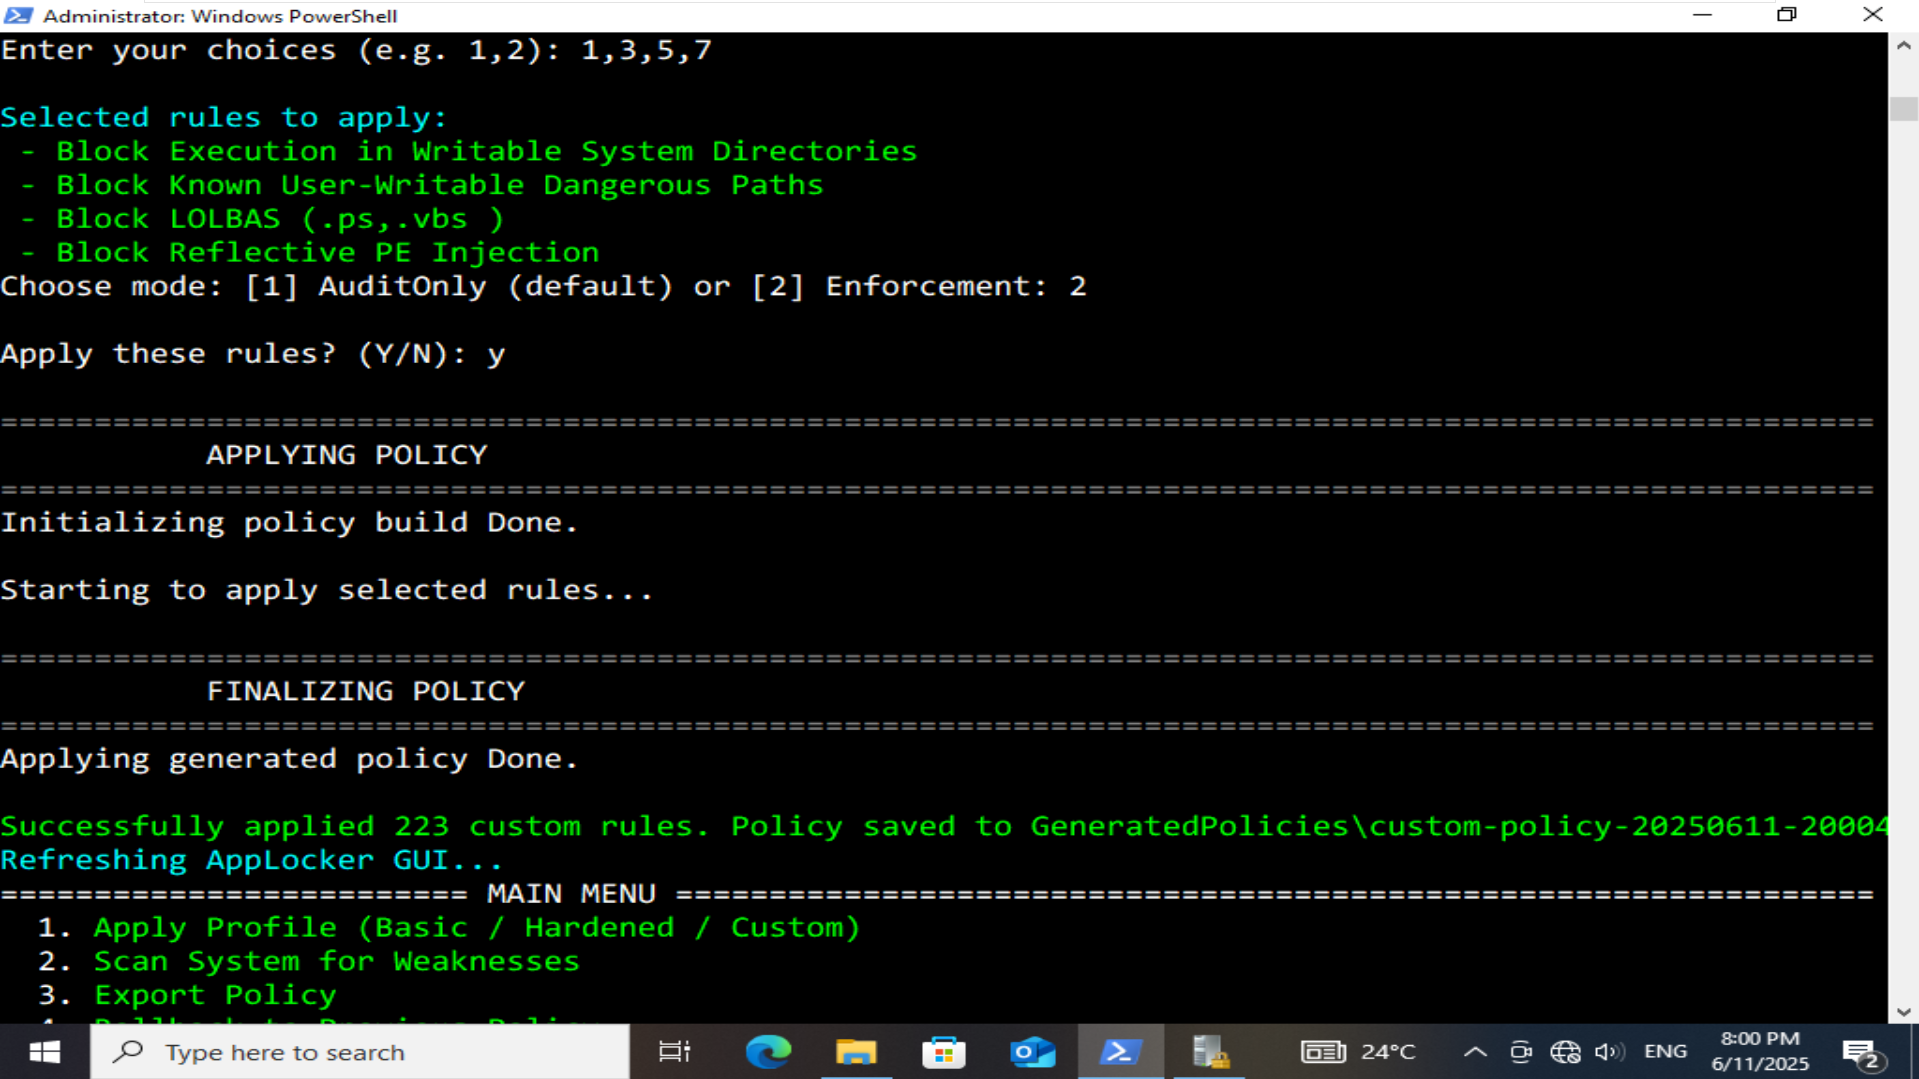 Administrator: Windows PowerShell
Enter your choices (e.g. 1,2): 1,3,5,7
Selected rules to apply:
- Block Execution in Writable System Directories
- Block Known User-Writable Dangerous Paths
- Block LOLBAS (.ps,.vbs )
- Block Reflective PE Injection
Choose mode: [1] AuditOnly (default) or [2] Enforcement: 2
Apply these rules? (Y/N): y
====================================================================================================
APPLYING POLICY
====================================================================================================
Initializing policy build Done.
Starting to apply selected rules...
====================================================================================================
FINALIZING POLICY
====================================================================================================
Applying generated policy Done.
Successfully applied 223 custom rules. Policy saved to GeneratedPolicies\custom-policy-20250611-20004
Refreshing AppLocker GUI...
========================= MAIN MENU ================================================================
1. Apply Profile (Basic / Hardened / Custom)
2. Scan System for Weaknesses
3. Export Policy
4. Rollback to Previous Policy
Type here to search
24°C
ENG
8:00 PM
6/11/2025
2